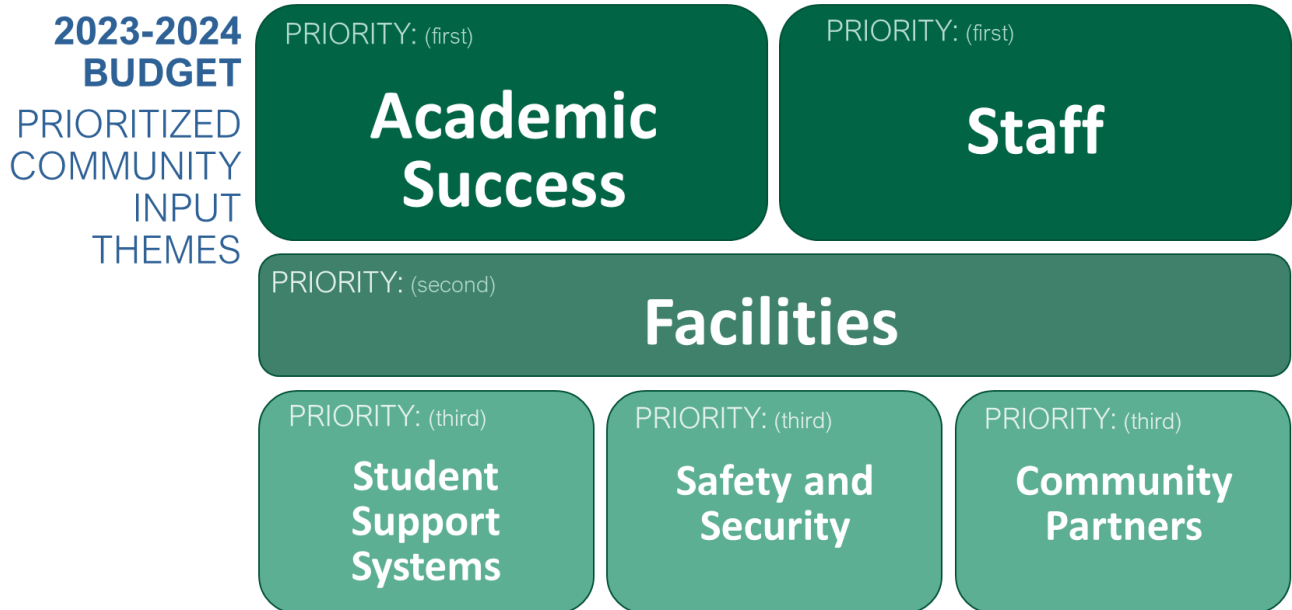 2023-2024
BUDGET
PRIORITIZED
COMMUNITY
INPUT
THEMES
PRIORITY: (first)
Academic
Success
PRIORITY: (first)
Staff
PRIORITY: (second)
Facilities
PRIORITY: (third)
Student
Support
Systems
PRIORITY: (third)
Safety and
Security
PRIORITY: (third)
Community
Partners